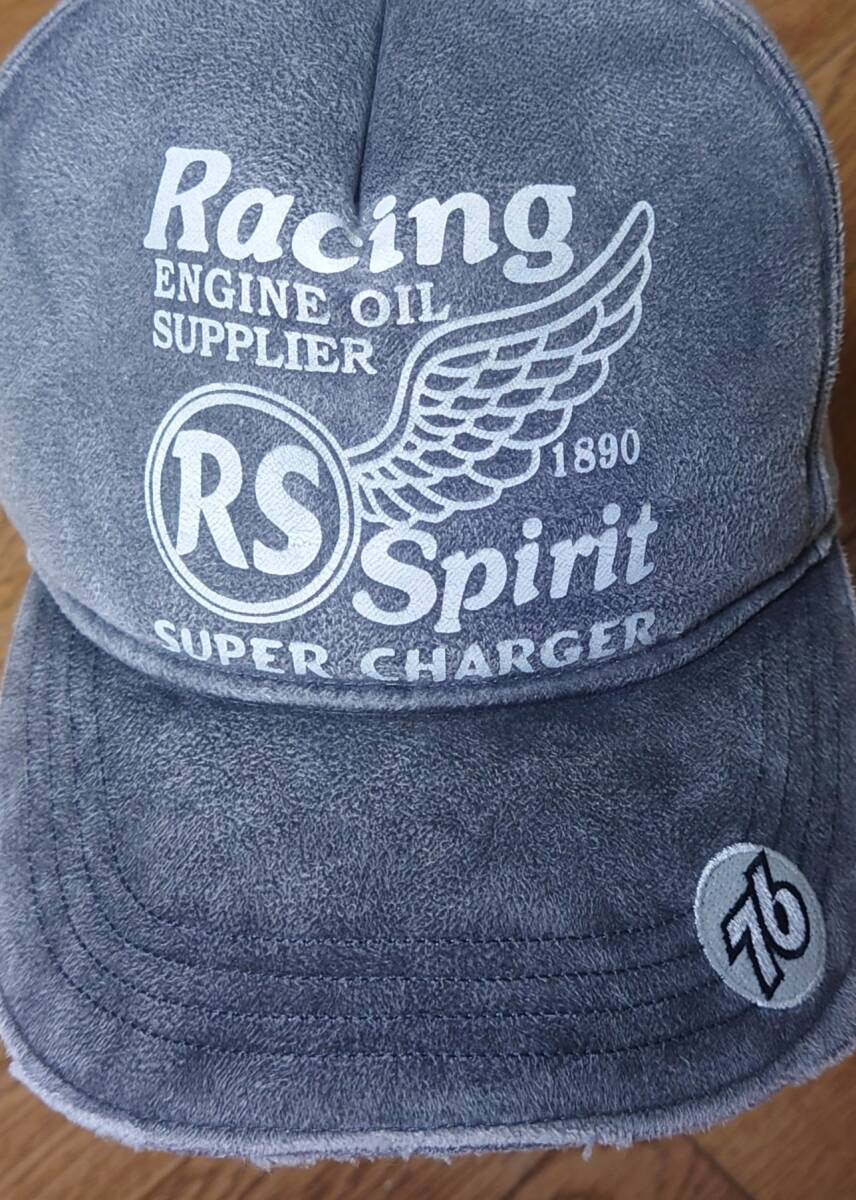 Racing
ENGINE OIL
SUPPLIER
RS
1890
Spirit
SUPER CHARGER
76